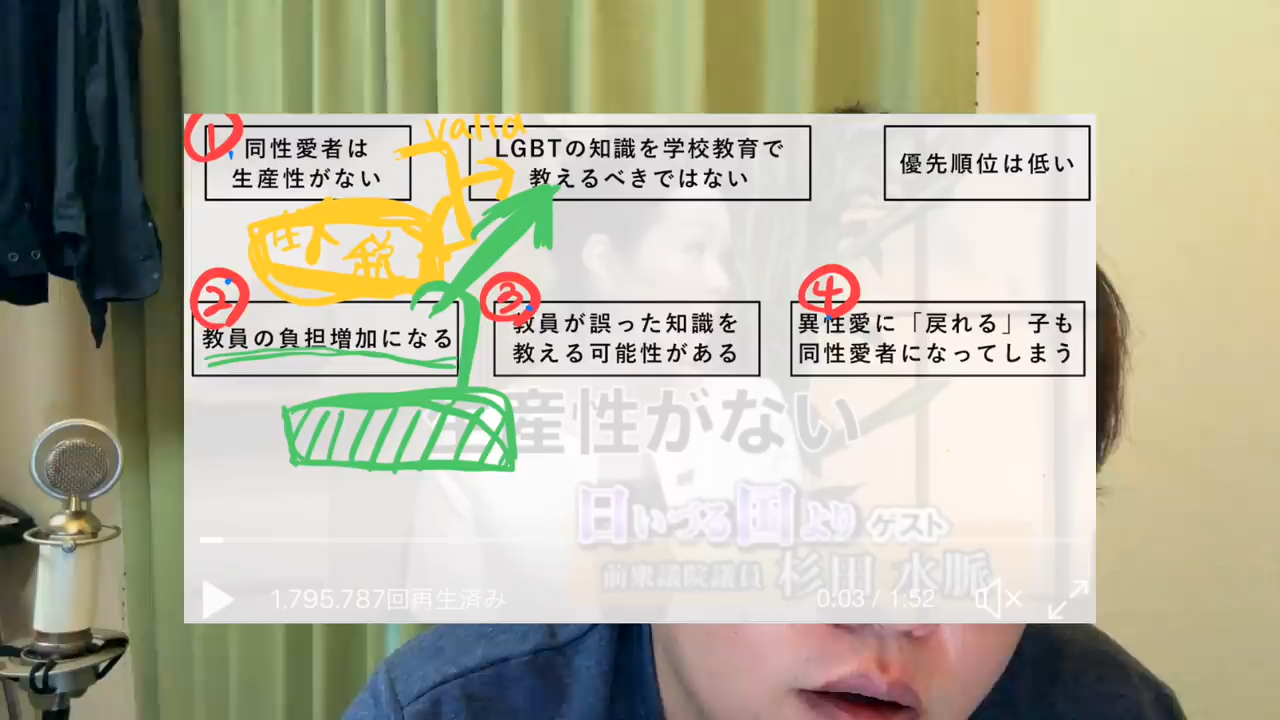 ①
同性愛者は
生産性がない
valid
LGBTの知識を学校教育で
教えるべきではない
優先順位は低い
税
②
教員の負担増加になる
③
教員が誤った知識を
教える可能性がある
④
異性愛に「戻れる」子も
同性愛者になってしまう
生産性がない
日いづる国より ゲスト
前衆議院議員 杉田 水脈
1.795.787回再生済み
0:03 / 1:52